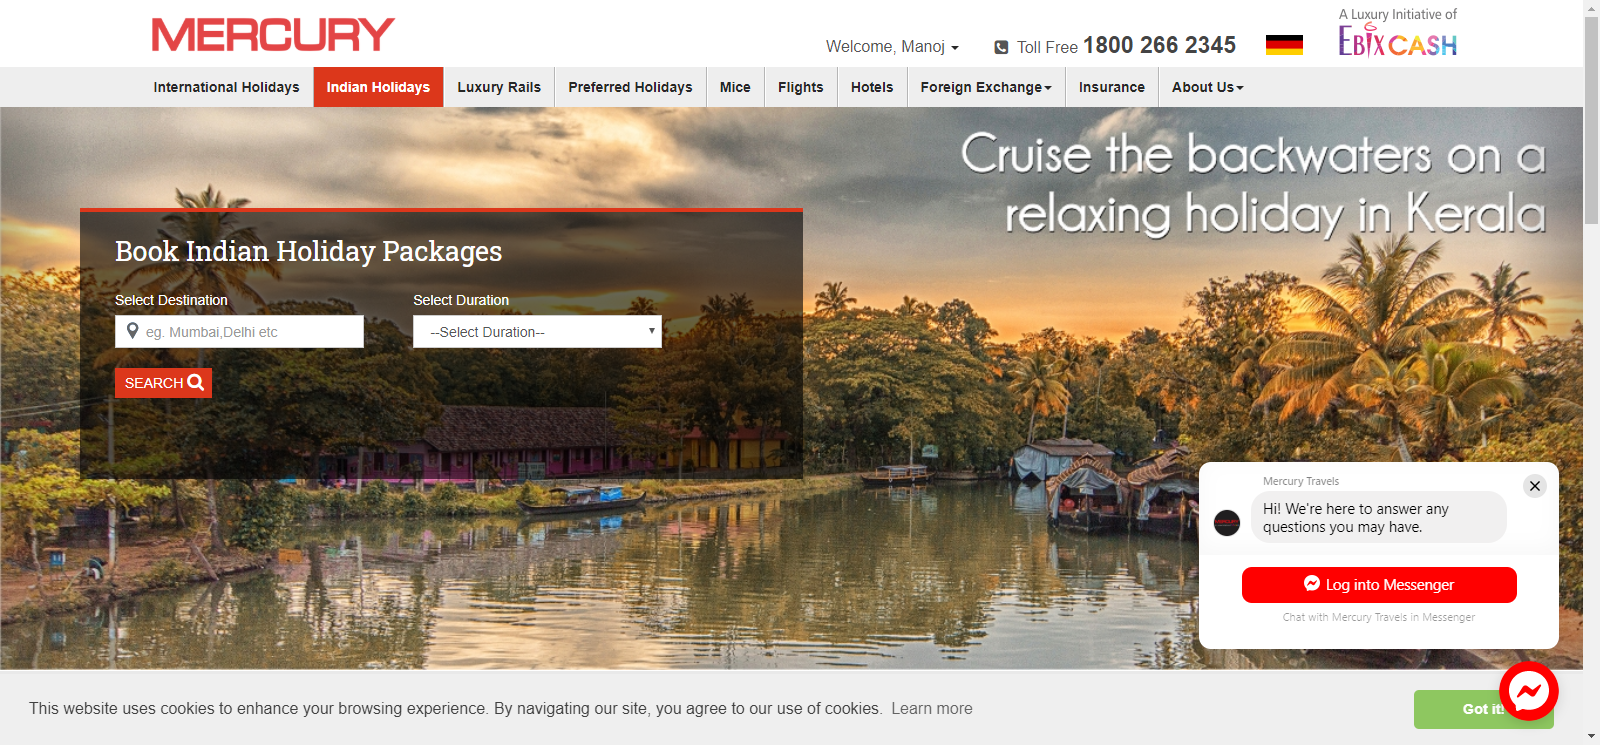 MERCURY
Welcome, Manoj
Toll Free 1800 266 2345
A Luxury Initiative of
EBIXCASH
International Holidays
Indian Holidays
Luxury Rails
Preferred Holidays
Mice
Flights
Hotels
Foreign Exchange
Insurance
About Us
Cruise the backwaters on a
relaxing holiday in Kerala
Book Indian Holiday Packages
Select Destination
Select Duration
eg. Mumbai,Delhi etc
--Select Duration--
SEARCH
Mercury Travels
MERCURY
Hi! We're here to answer any
questions you may have.
Log into Messenger
Chat with Mercury Travels in Messenger
This website uses cookies to enhance your browsing experience. By navigating our site, you agree to our use of cookies. Learn more
Got it!